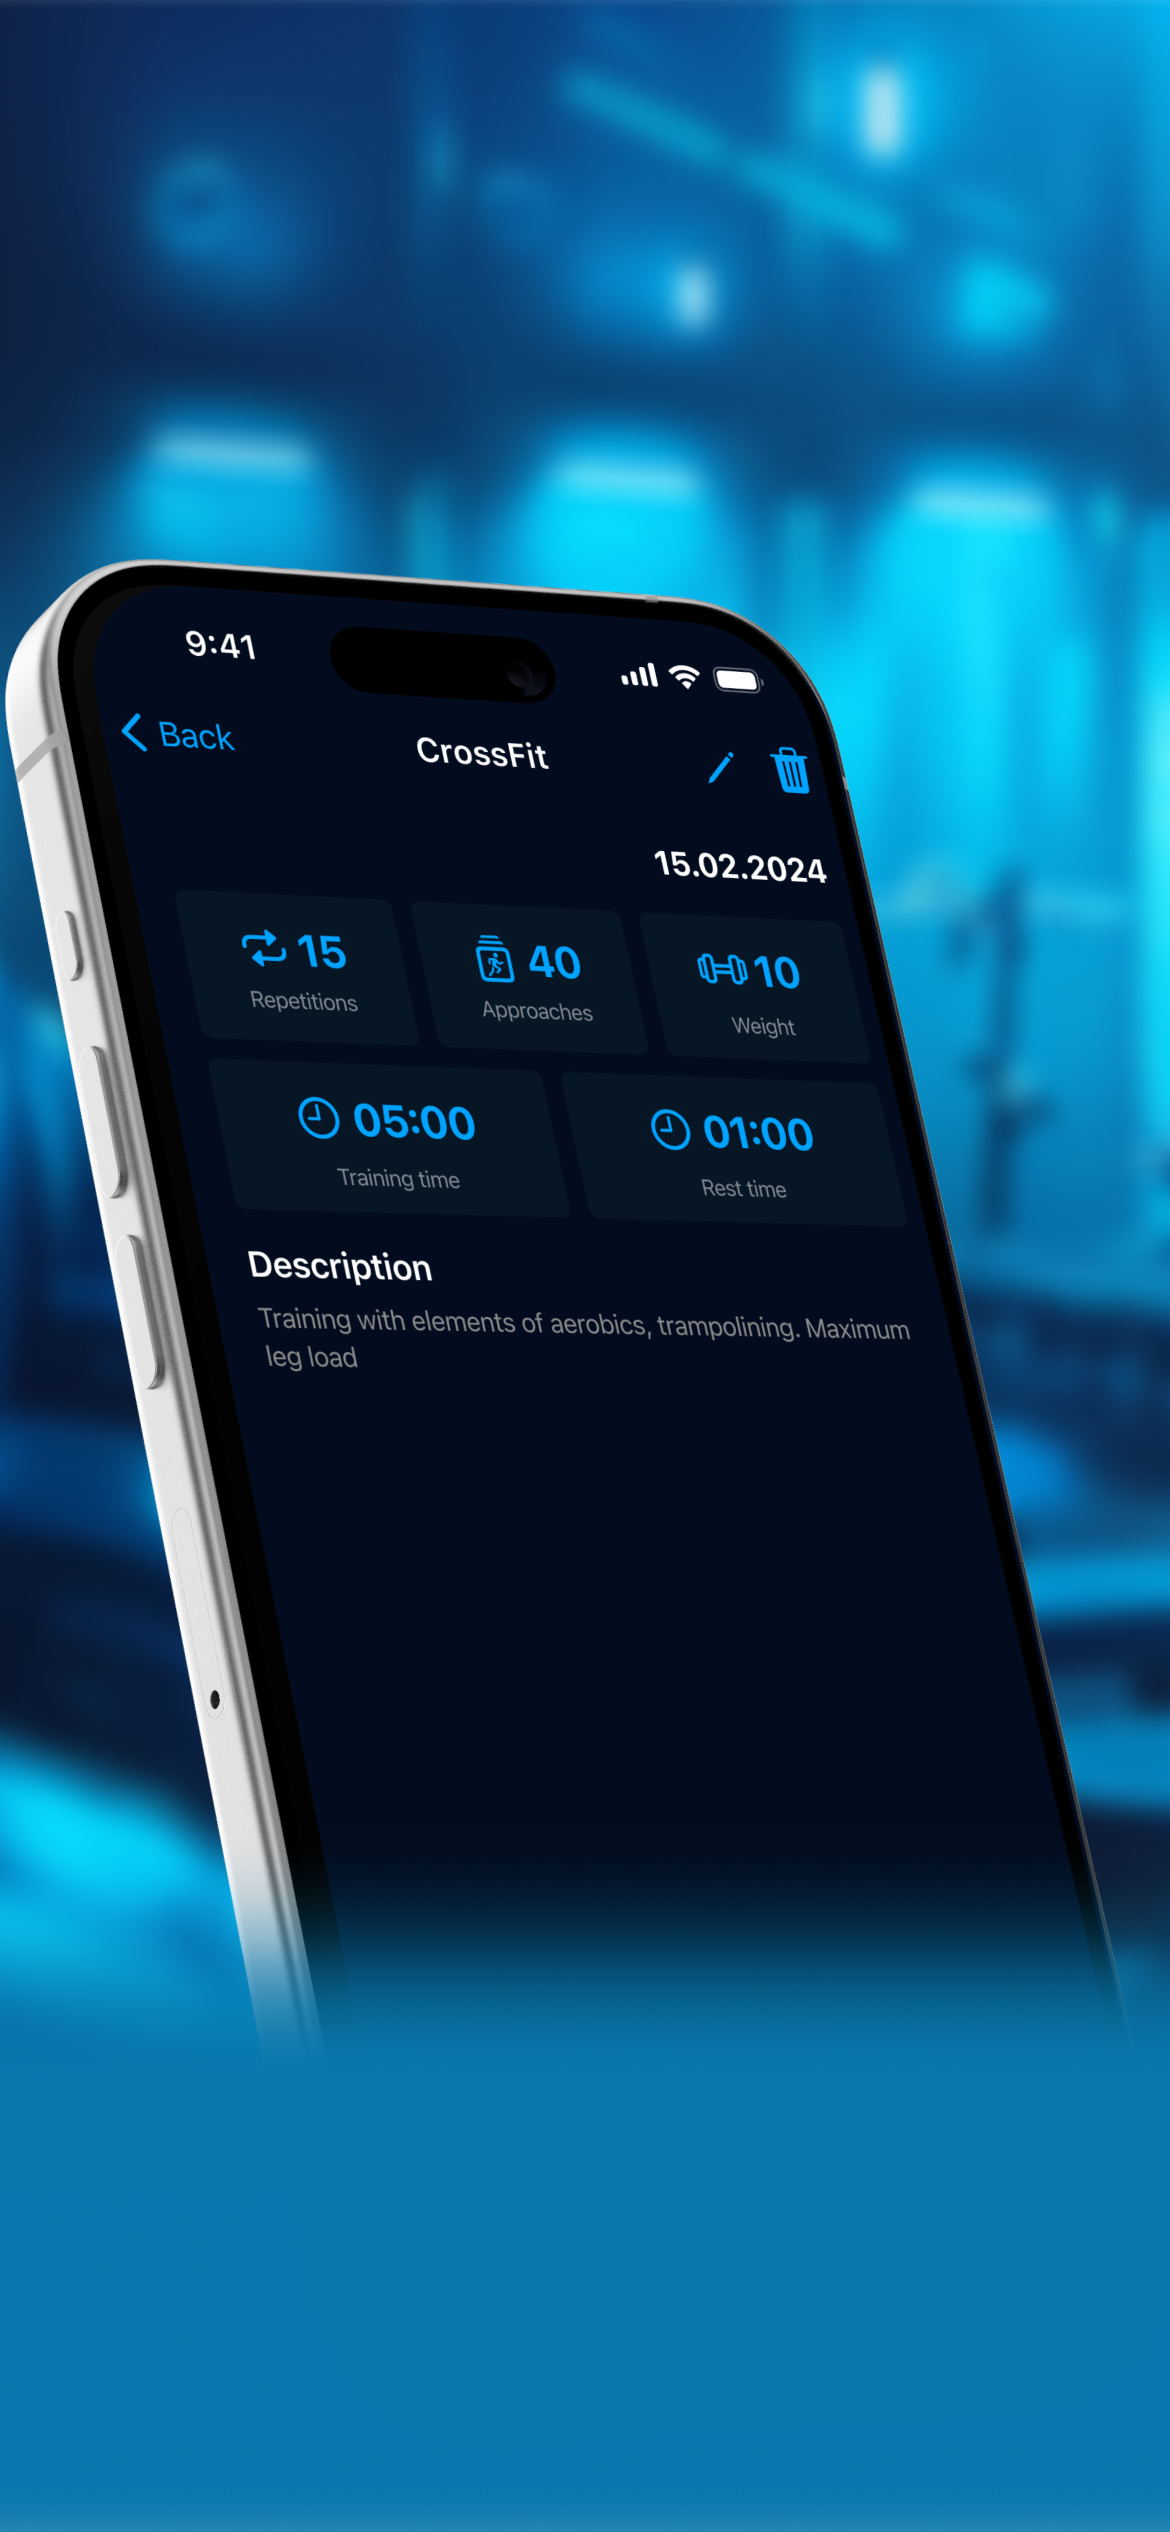 9:41
Back
CrossFit
15.02.2024
15
Repetitions
40
Approaches
10
Weight
05:00
Training time
01:00
Rest time
Description
Training with elements of aerobics, trampolining. Maximum
leg load